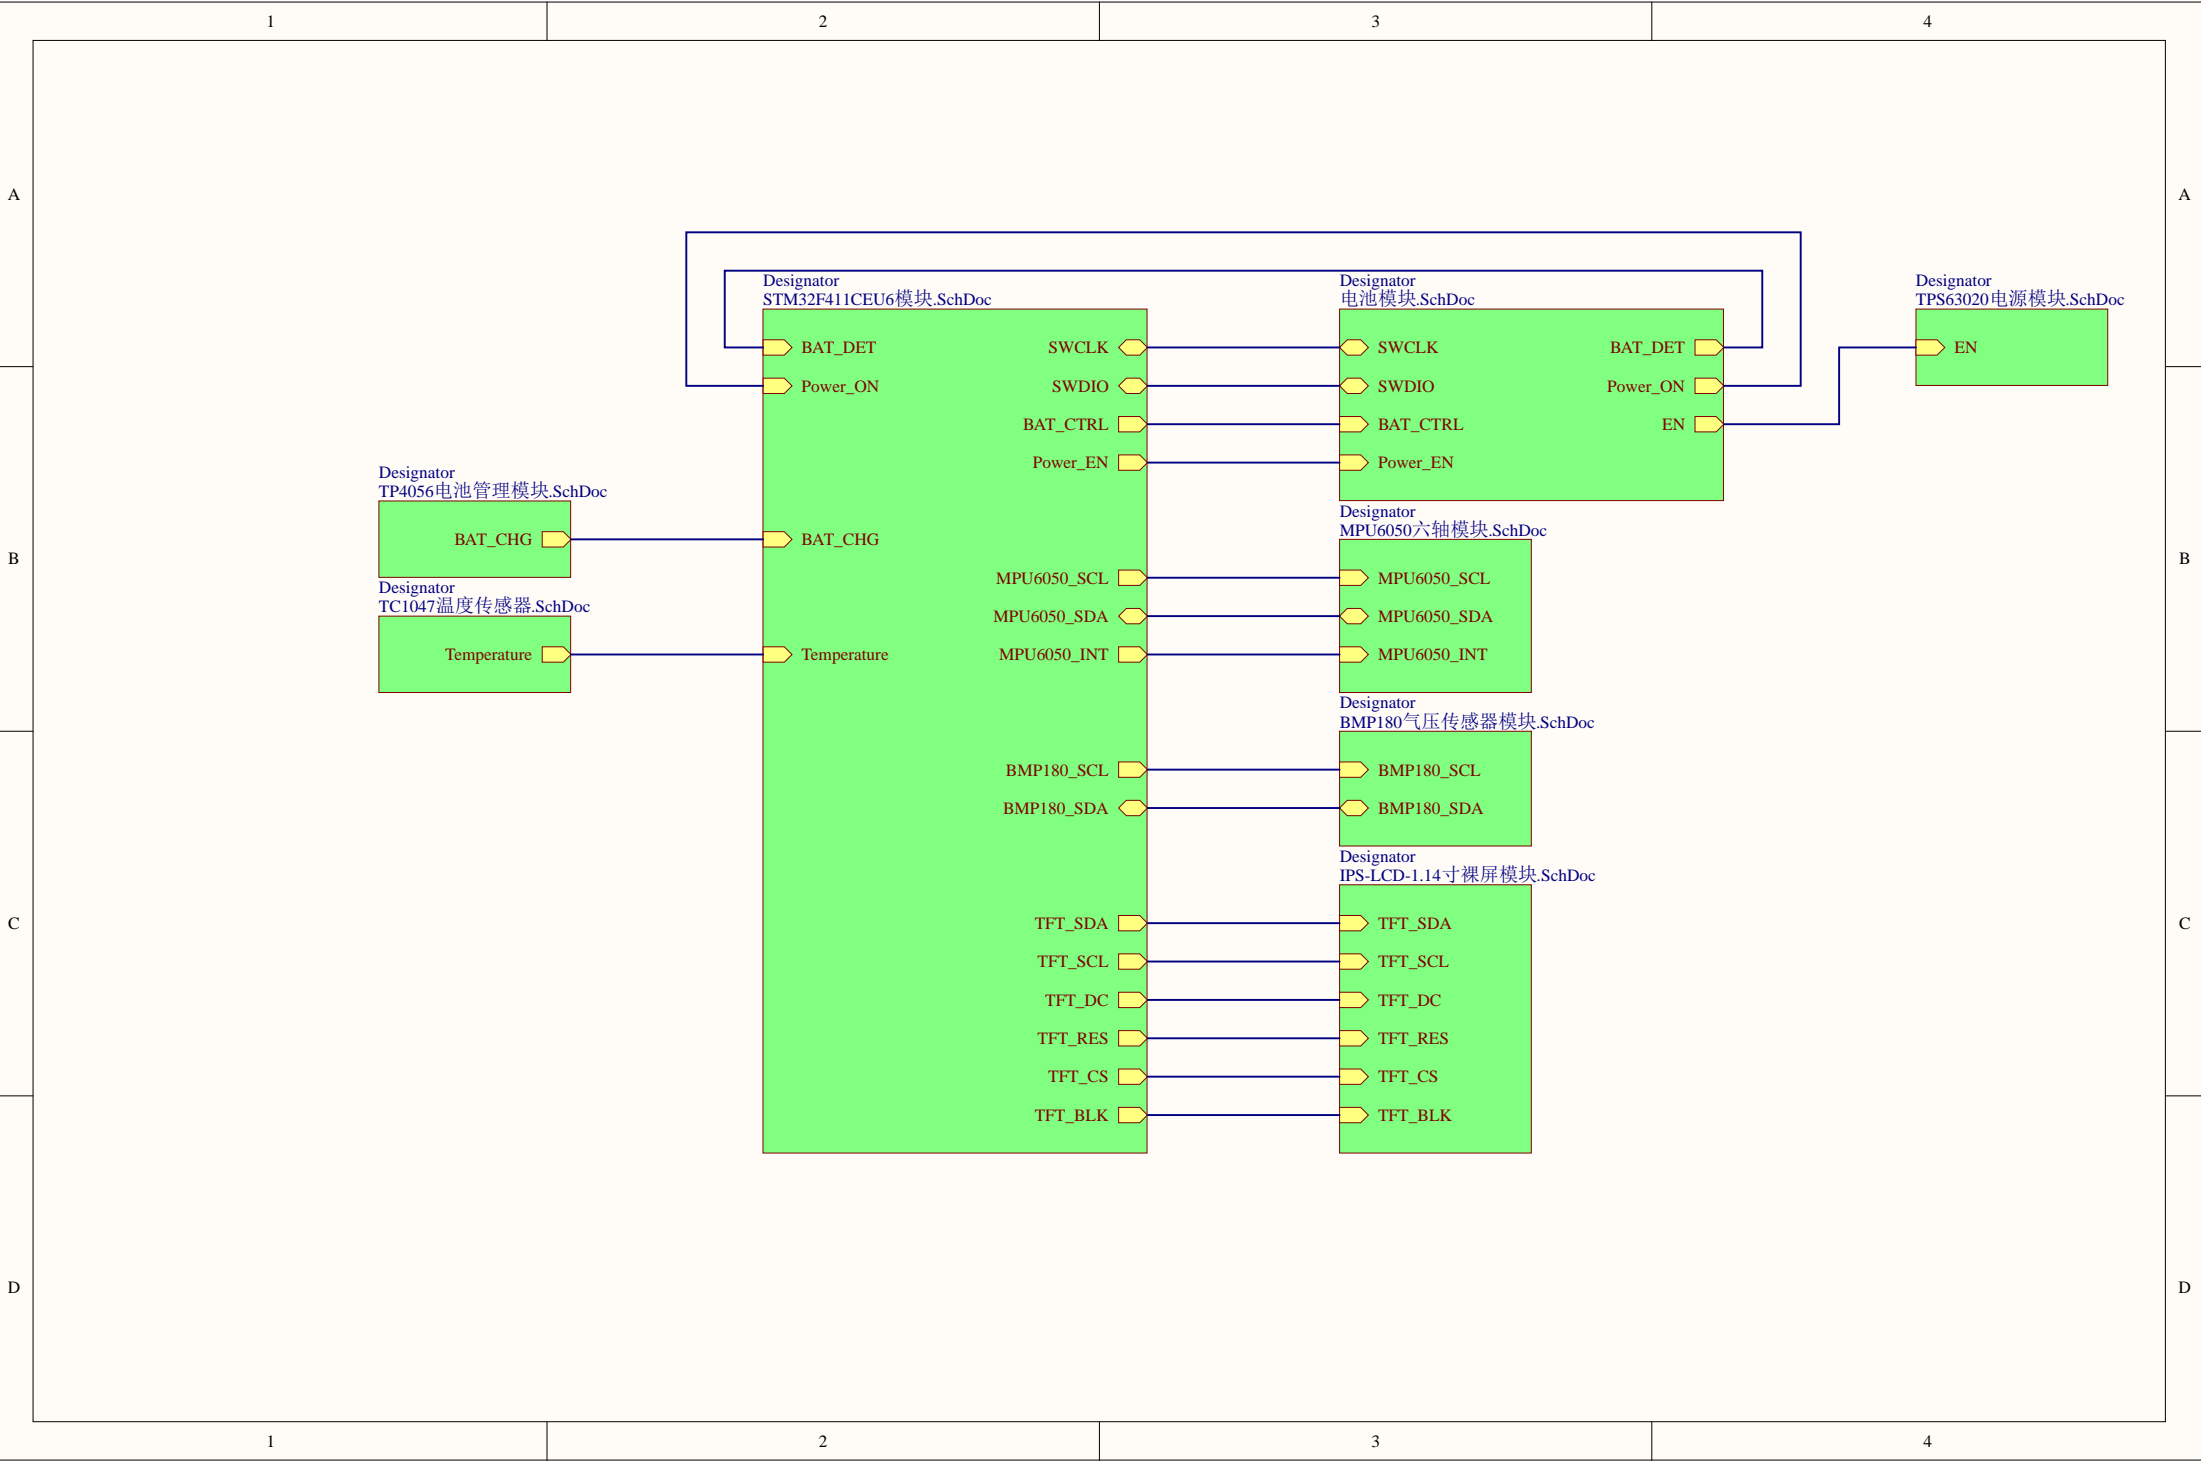 1 2 3 4
A A
Designator
STM32F411CEU6模块.SchDoc
BAT_DET SWCLK
Power_ON SWDIO
BAT_CTRL
Power_EN
BAT_CHG
MPU6050_SCL
MPU6050_SDA
Temperature MPU6050_INT
BMP180_SCL
BMP180_SDA
TFT_SDA
TFT_SCL
TFT_DC
TFT_RES
TFT_CS
TFT_BLK
Designator
电池模块.SchDoc
SWCLK BAT_DET
SWDIO Power_ON
BAT_CTRL EN
Power_EN
Designator
TPS63020电源模块.SchDoc
EN
Designator
TP4056电池管理模块.SchDoc
BAT_CHG
Designator
TC1047温度传感器.SchDoc
Temperature
Designator
MPU6050六轴模块.SchDoc
MPU6050_SCL
MPU6050_SDA
MPU6050_INT
B B
Designator
BMP180气压传感器模块.SchDoc
BMP180_SCL
BMP180_SDA
Designator
IPS-LCD-1.14寸裸屏模块.SchDoc
TFT_SDA
TFT_SCL
TFT_DC
TFT_RES
TFT_CS
TFT_BLK
C C
D D
1 2 3 4